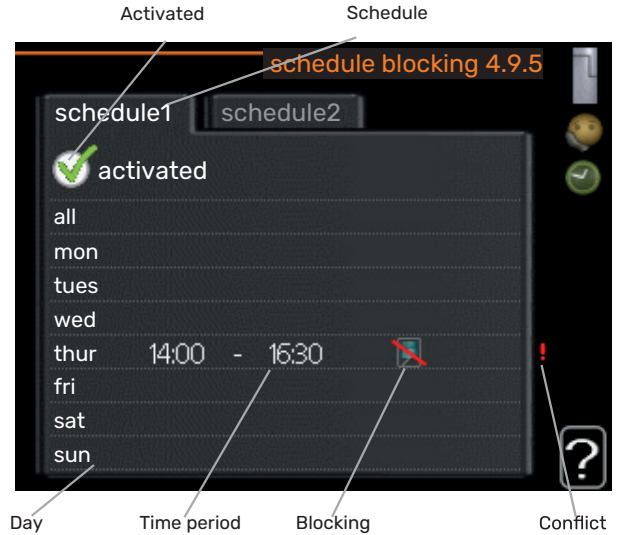 Activated Schedule
schedule blocking 4.9.5
schedule1 schedule2
activated
all
mon
tues
wed
thur 14:00 - 16:30 !
fri
sat
sun
?
Day Time period Blocking Conflict